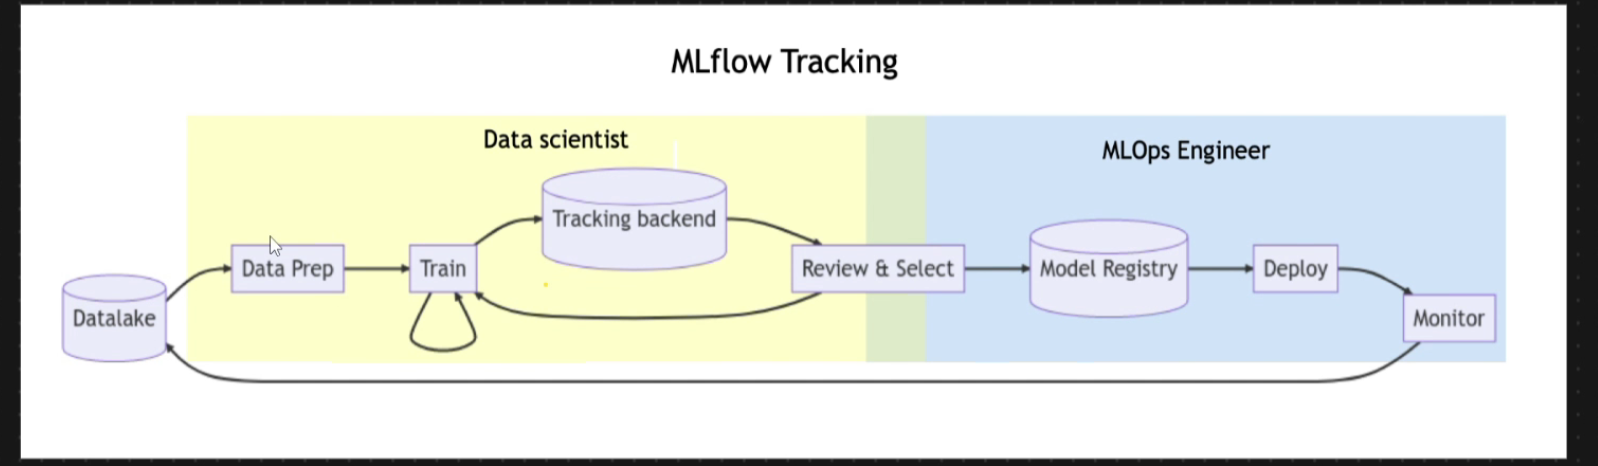 MLflow Tracking
Data scientist
MLOps Engineer
Tracking backend
Data Prep
Train
Review & Select
Model Registry
Deploy
Datalake
Monitor